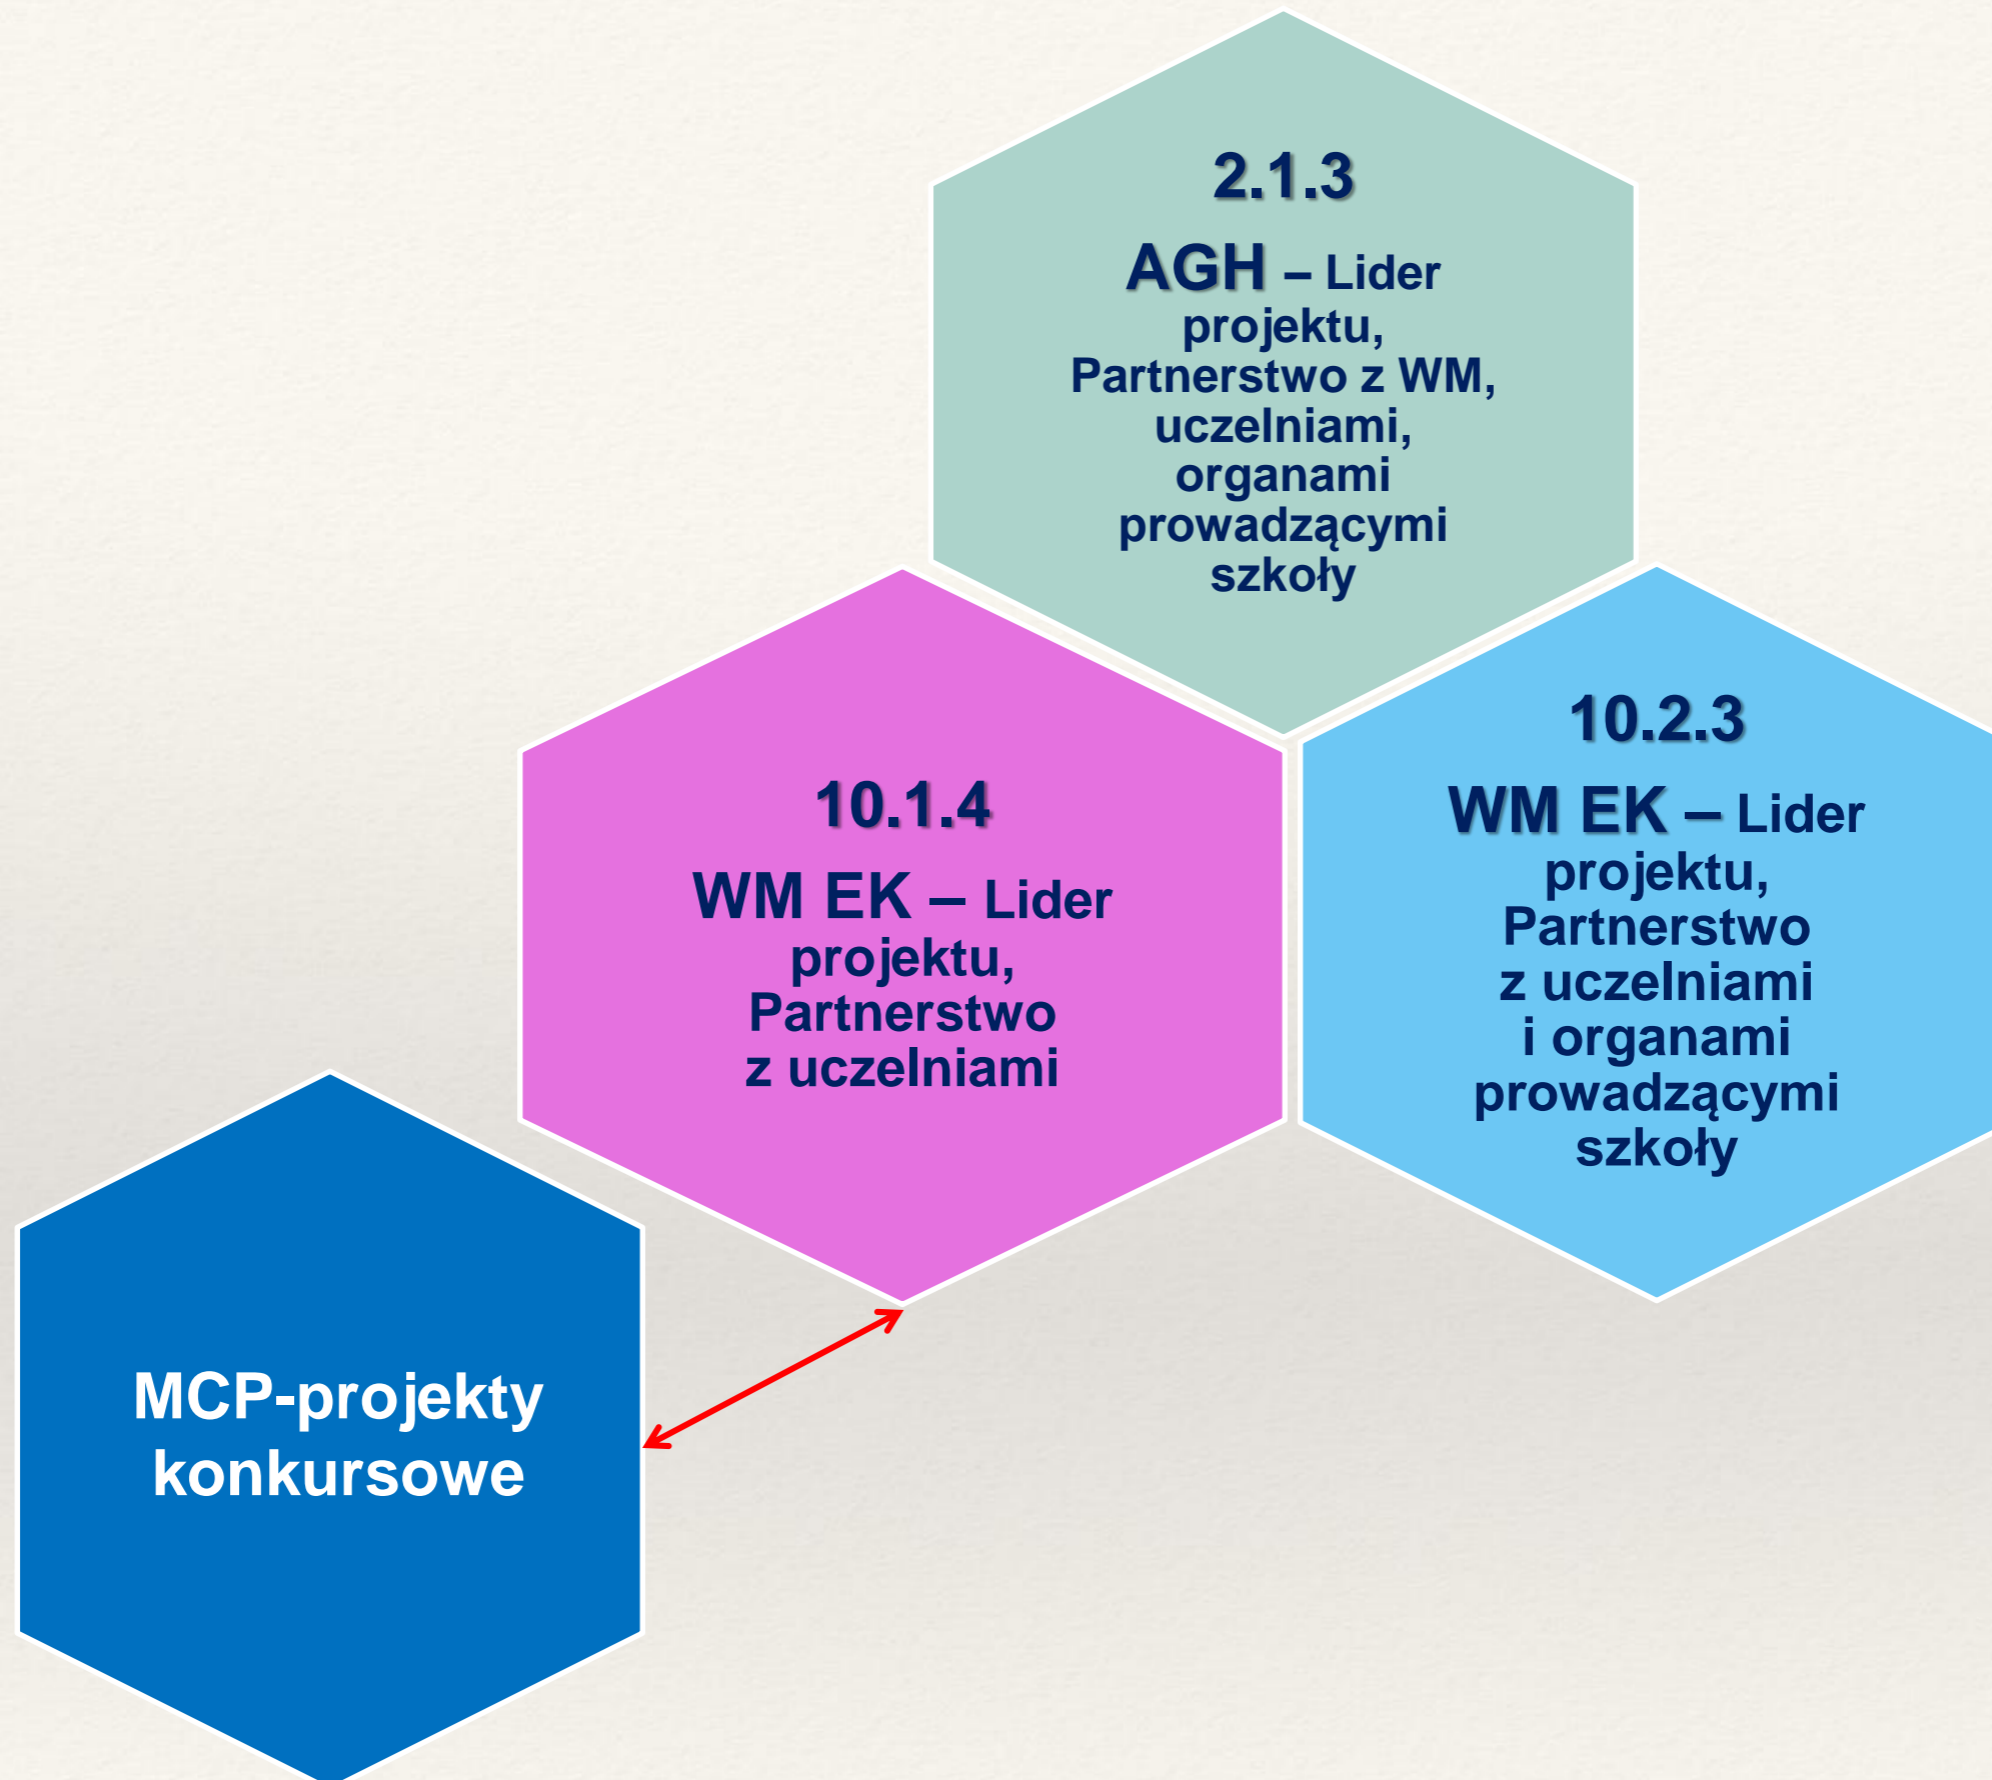 2.1.3
AGH – Lider
projektu,
Partnerstwo z WM,
uczelniami,
organami
prowadzącymi
szkoły
10.1.4
WM EK – Lider
projektu,
Partnerstwo
z uczelniami
10.2.3
WM EK – Lider
projektu,
Partnerstwo
z uczelniami
i organami
prowadzącymi
szkoły
MCP-projekty
konkursowe